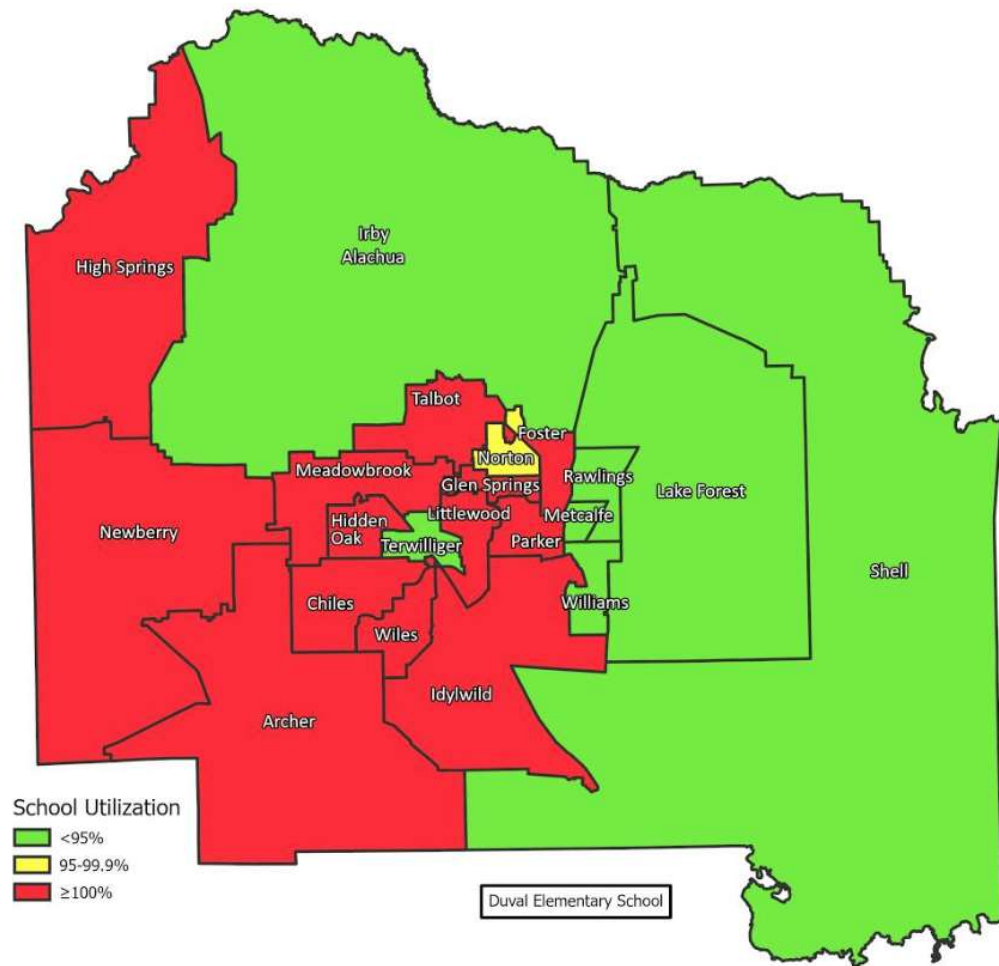 Irby
Alachua
High Springs
Talbot
Foster
Norton
Meadowbrook
Glen Springs
Rawlings
Lake Forest
Newberry
Hidden
Oak
Littlewood
Metcalfe
Terwilliger
Parker
Shell
Chiles
Williams
Wiles
Idylwild
Archer
School Utilization
<95%
95-99.9%
≥100%
Duval Elementary School